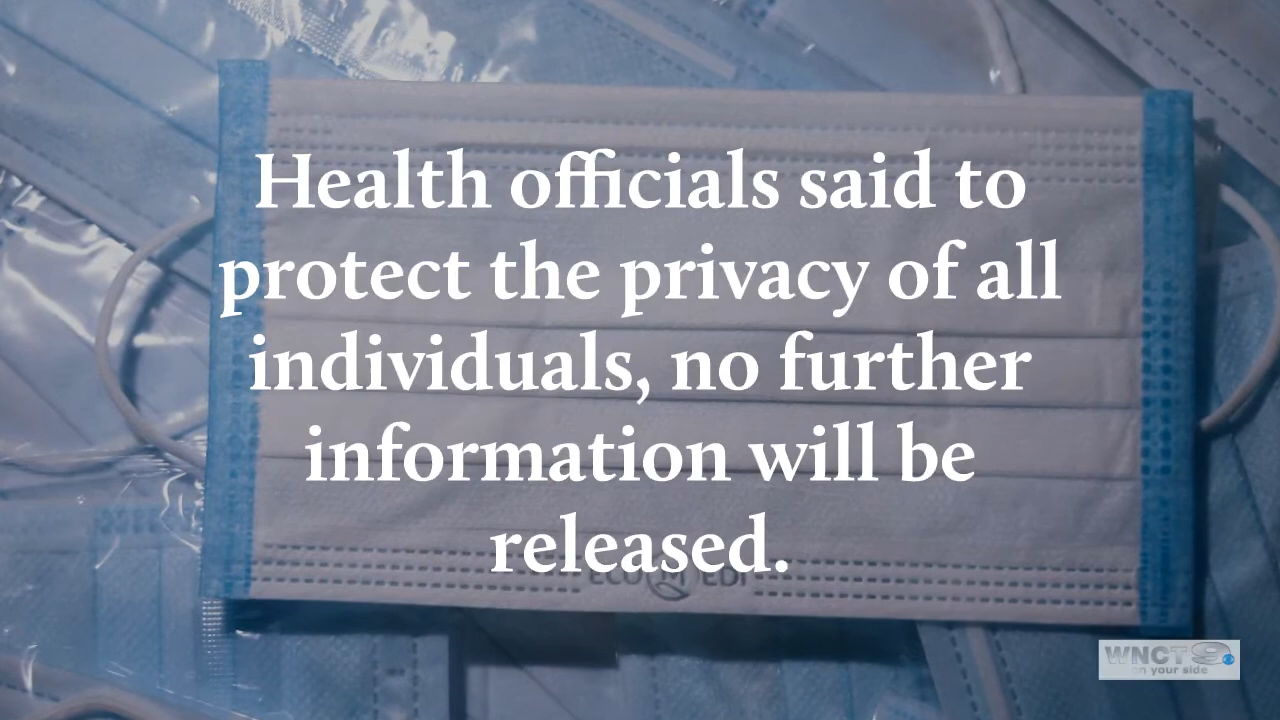 Health officials said to
protect the privacy of all
individuals, no further
information will be
released.
WNCT 9
on your side